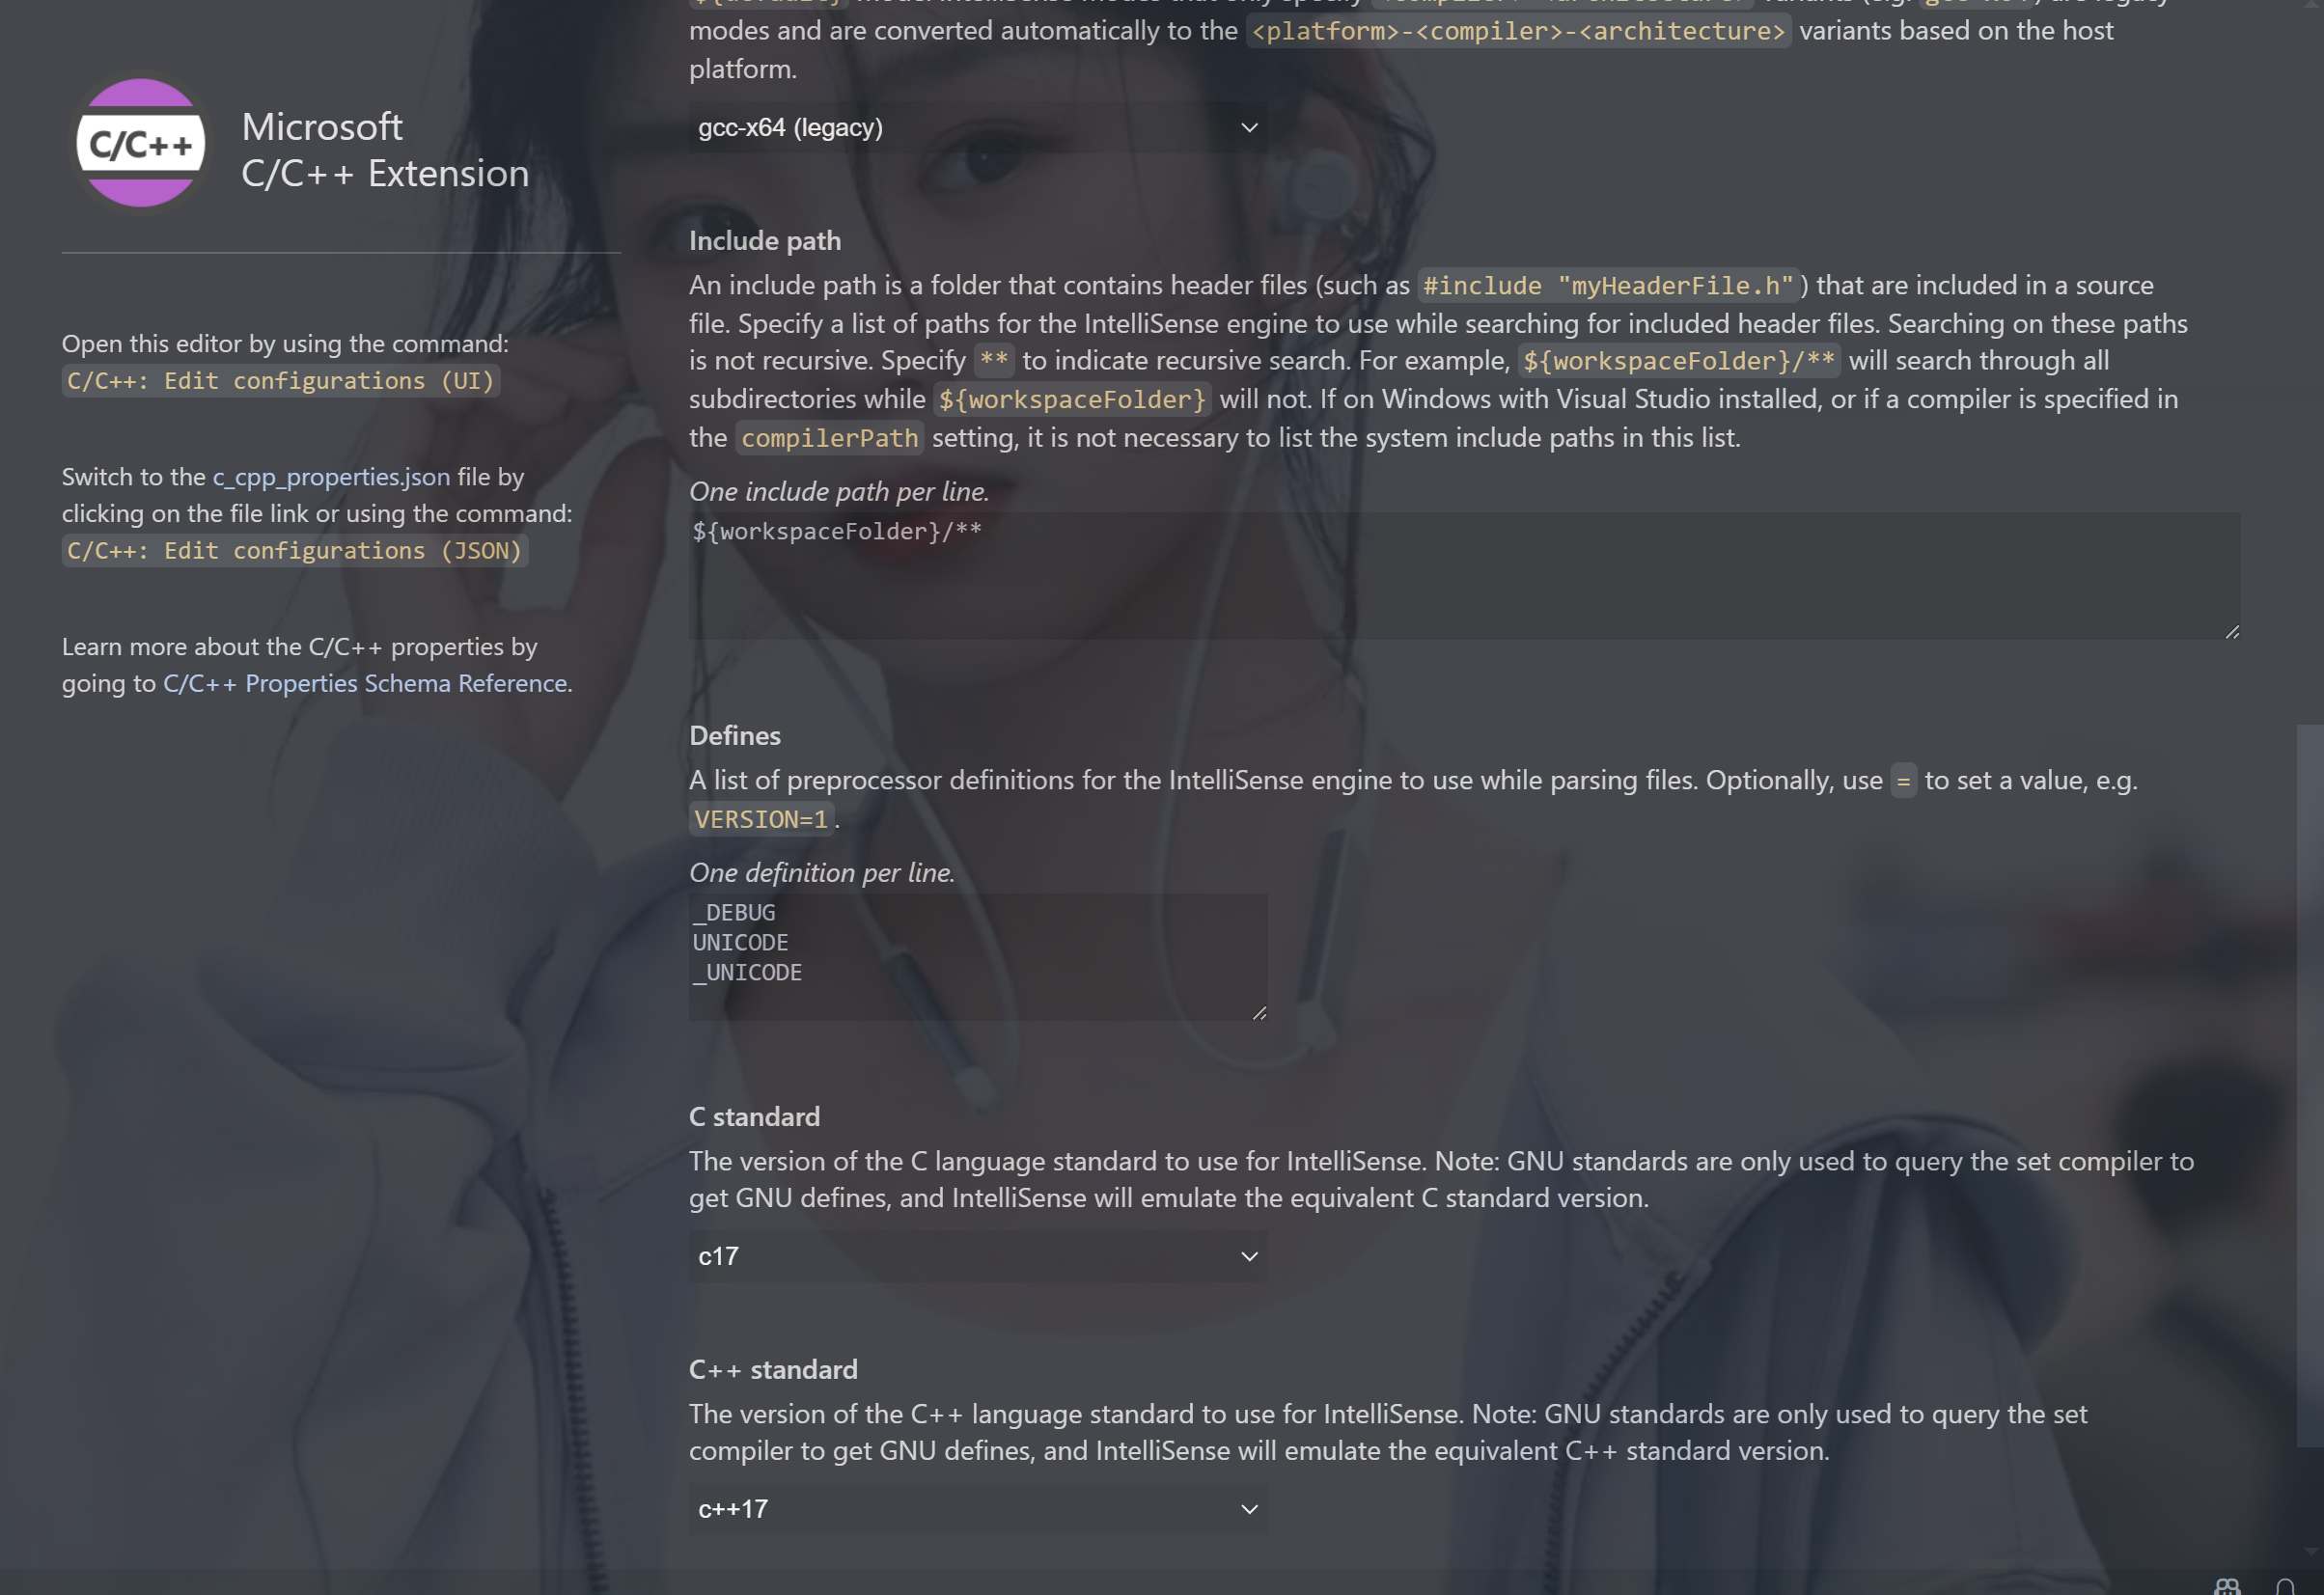 C/C++
Microsoft
C/C++ Extension
Open this editor by using the command:
C/C++: Edit configurations (UI)
Switch to the c_cpp_properties.json file by
clicking on the file link or using the command:
C/C++: Edit configurations (JSON)
Learn more about the C/C++ properties by
going to C/C++ Properties Schema Reference.
modes and are converted automatically to the <platform>-<compiler>-<architecture> variants based on the host
platform.
gcc-x64 (legacy)
Include path
An include path is a folder that contains header files (such as #include "myHeaderFile.h") that are included in a source
file. Specify a list of paths for the IntelliSense engine to use while searching for included header files. Searching on these paths
is not recursive. Specify ** to indicate recursive search. For example, ${workspaceFolder}/** will search through all
subdirectories while ${workspaceFolder} will not. If on Windows with Visual Studio installed, or if a compiler is specified in
the compilerPath setting, it is not necessary to list the system include paths in this list.
One include path per line.
${workspaceFolder}/**
Defines
A list of preprocessor definitions for the IntelliSense engine to use while parsing files. Optionally, use = to set a value, e.g.
VERSION=1.
One definition per line.
_DEBUG
UNICODE
_UNICODE
C standard
The version of the C language standard to use for IntelliSense. Note: GNU standards are only used to query the set compiler to
get GNU defines, and IntelliSense will emulate the equivalent C standard version.
c17
C++ standard
The version of the C++ language standard to use for IntelliSense. Note: GNU standards are only used to query the set
compiler to get GNU defines, and IntelliSense will emulate the equivalent C++ standard version.
c++17